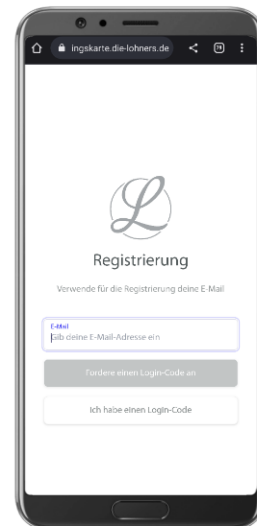 ingskarte.die-lohners.de
L
Registrierung
Verwende für die Registrierung deine E-Mail
E-Mail
Gib deine E-Mail-Adresse ein
Fordere einen Login-Code an
Ich habe einen Login-Code